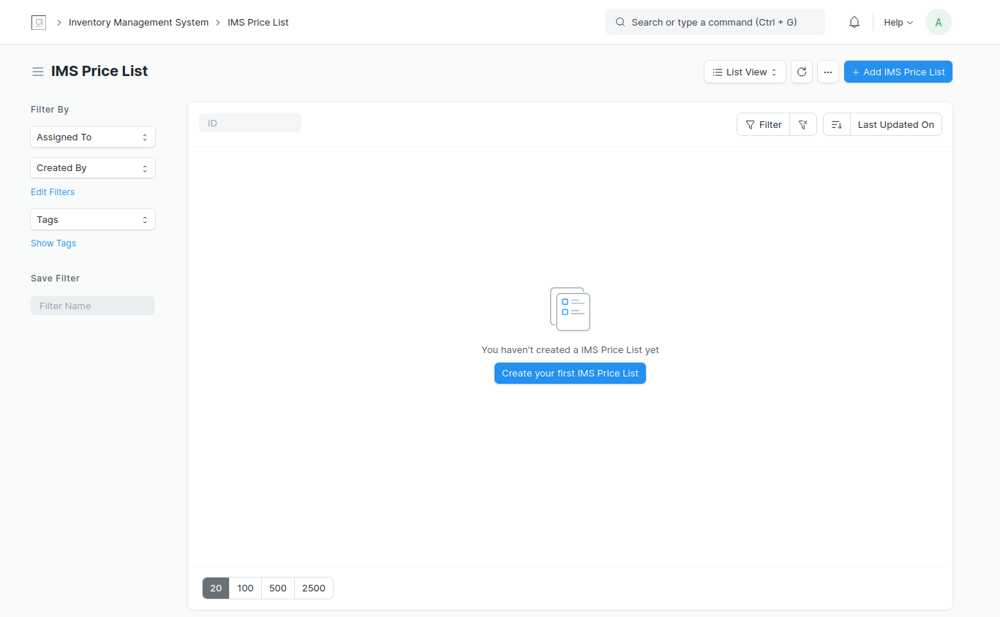 Inventory Management System
IMS Price List
Search or type a command (Ctrl + G)
Help
A
IMS Price List
List View
Add IMS Price List
Filter By
Assigned To
Created By
Edit Filters
Tags
Show Tags
Save Filter
Filter Name
ID
Filter
Last Updated On
You haven't created a IMS Price List yet
Create your first IMS Price List
20 100 500 2500